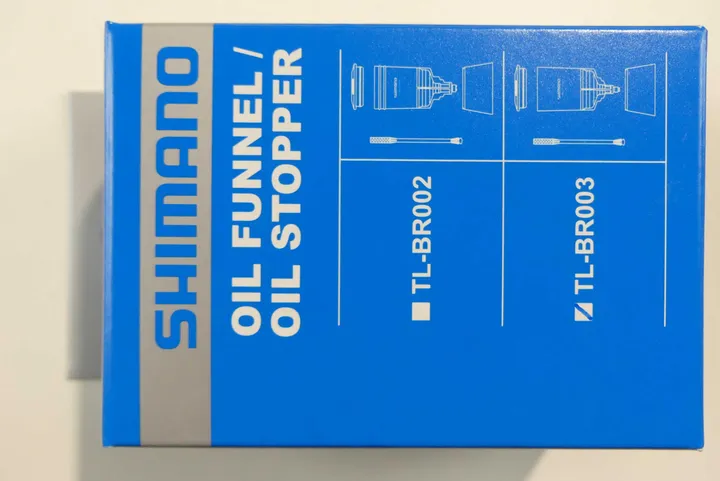 SHIMANO
OIL FUNNEL/
OIL STOPPER
TL-BR002
TL-BR003